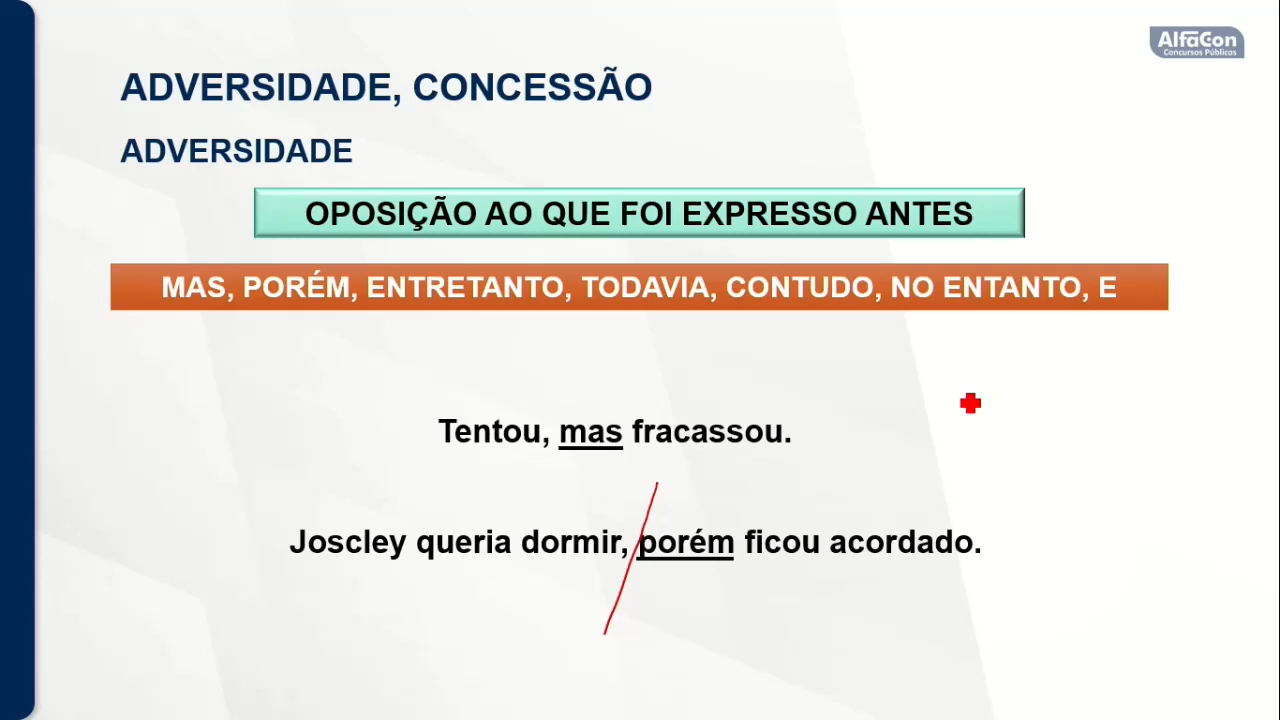 AlfaCon
Concursos Públicos
ADVERSIDADE, CONCESSÃO
ADVERSIDADE
OPOSIÇÃO AO QUE FOI EXPRESSO ANTES
MAS, PORÉM, ENTRETANTO, TODAVIA, CONTUDO, NO ENTANTO, E
Tentou, mas fracassou.
Joscley queria dormir, porém ficou acordado.